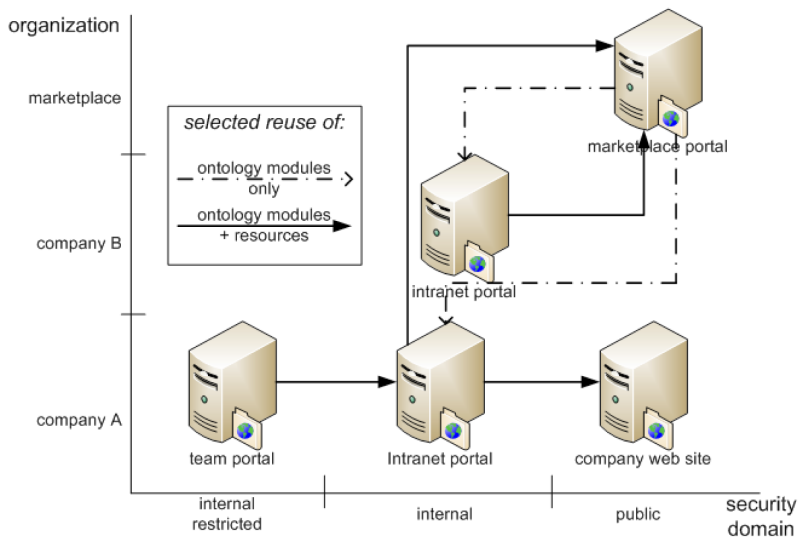 organization
marketplace
selected reuse of:
ontology modules
only
ontology modules
+ resources
marketplace portal
company B
intranet portal
company A
team portal
Intranet portal
company web site
internal
restricted
internal
public
security
domain